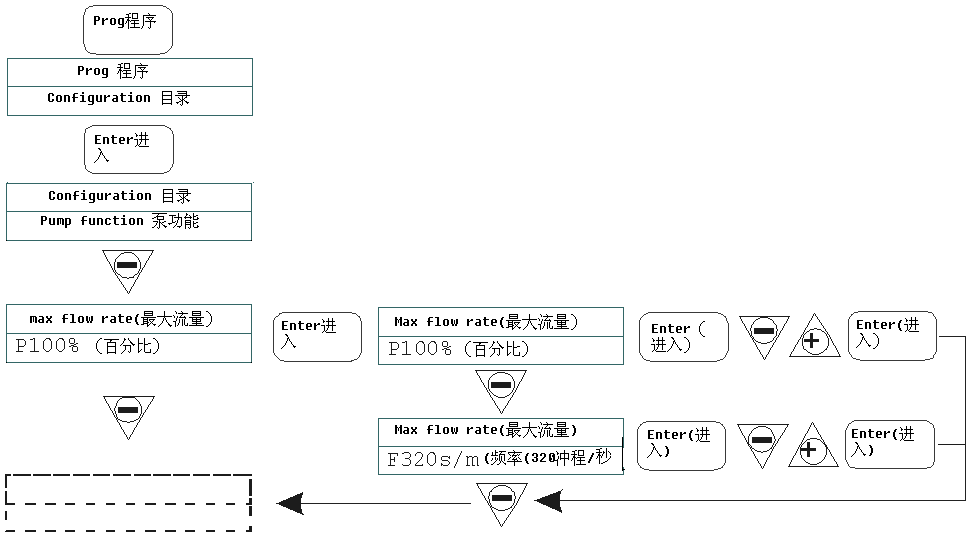 Prog程序
Prog 程序
Configuration 目录
Enter进
入
Configuration 目录
Pump function 泵功能
max flow rate(最大流量)
P100% (百分比)
Enter进
入
Max flow rate(最大流量)
P100% (百分比)
Enter (
进入)
+
Enter(进
入)
Max flow rate(最大流量)
F320s/m(频率(320冲程/秒
Enter(进
入)
+
Enter(进
入)